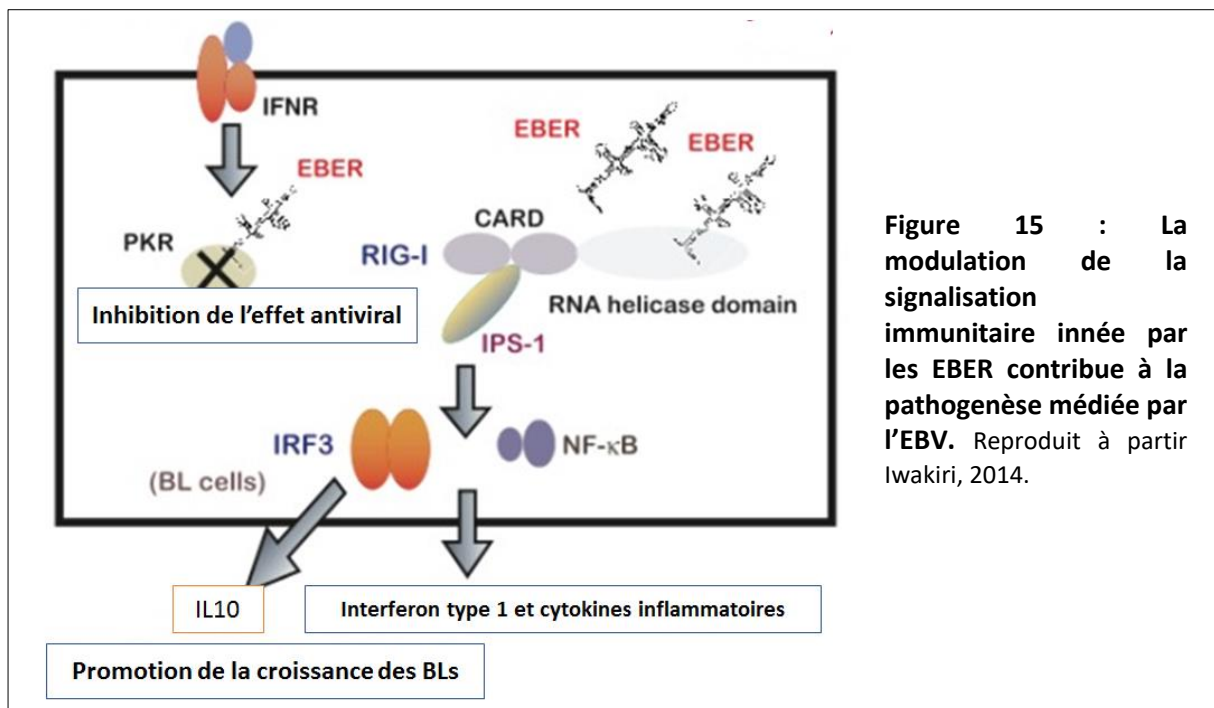 IFNR
EBER
EBER
EBER
PKR
CARD
RIG-I
Inhibition de l'effet antiviral
RNA helicase domain
IPS-1
IRF3
NF-κB
(BL cells)
IL10
Interferon type 1 et cytokines inflammatoires
Promotion de la croissance des BLs
Figure 15 : La
modulation de la
signalisation
immunitaire innée par
les EBER contribue à la
pathogenèse médiée par
l’EBV. Reproduit à partir
Iwakiri, 2014.